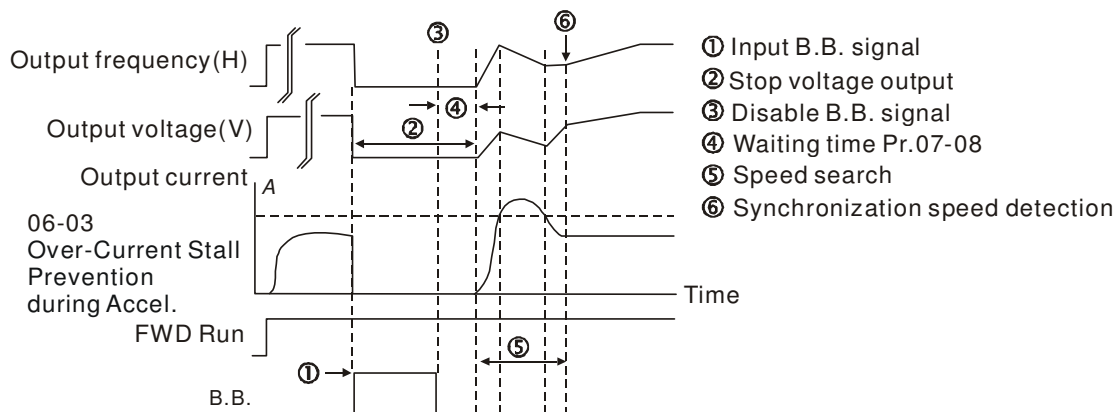 Output frequency(H)
Output voltage(V)
Output current
A
06-03
Over-Current Stall
Prevention
during Accel.
FWD Run
B.B.
Time
①
②
③
④
⑤
⑥
① Input B.B. signal
② Stop voltage output
③ Disable B.B. signal
④ Waiting time Pr.07-08
⑤ Speed search
⑥ Synchronization speed detection